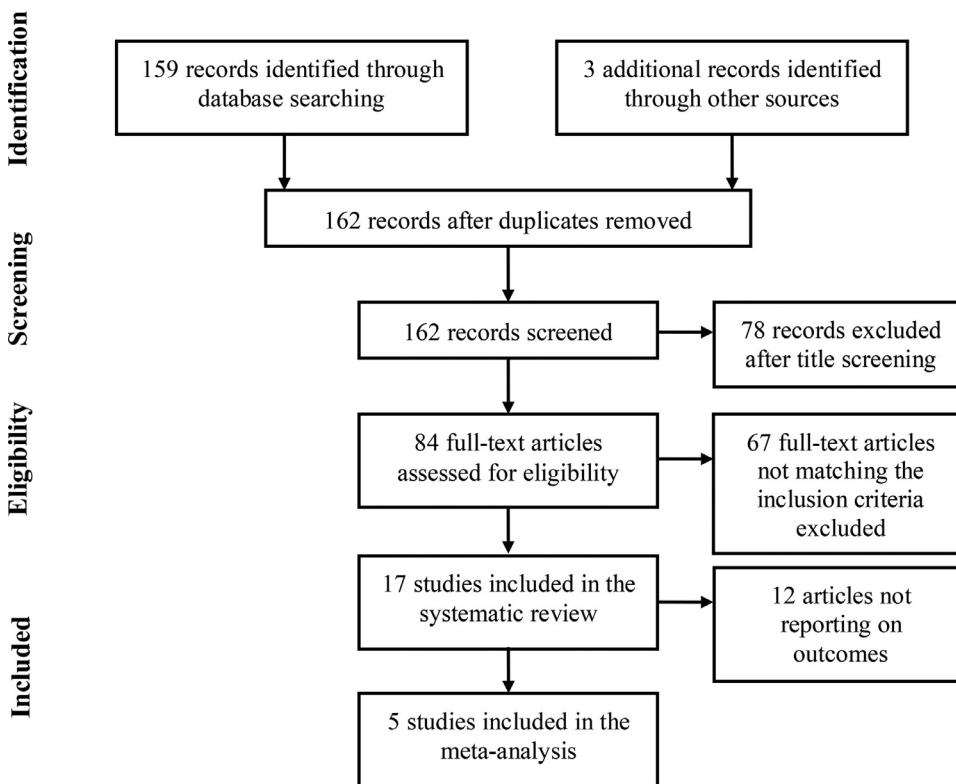 Identification
159 records identified through
database searching
3 additional records identified
through other sources
162 records after duplicates removed
Screening
162 records screened
78 records excluded
after title screening
Eligibility
84 full-text articles
assessed for eligibility
67 full-text articles
not matching the
inclusion criteria
excluded
17 studies included in the
systematic review
12 articles not
reporting on
outcomes
Included
5 studies included in the
meta-analysis